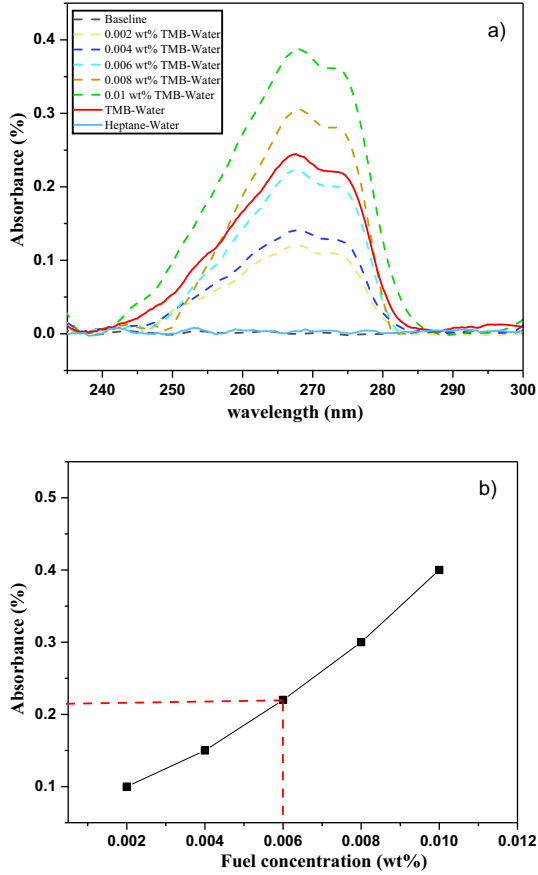 a)
Baseline
0.002 wt% TMB-Water
0.004 wt% TMB-Water
0.006 wt% TMB-Water
0.008 wt% TMB-Water
0.01 wt% TMB-Water
TMB-Water
Heptane-Water
Absorbance (%)
0.4
0.3
0.2
0.1
0.0
240 250 260 270 280 290 300
wavelength (nm)
b)
Absorbance (%)
0.5
0.4
0.3
0.2
0.1
0.002 0.004 0.006 0.008 0.010 0.012
Fuel concentration (wt%)